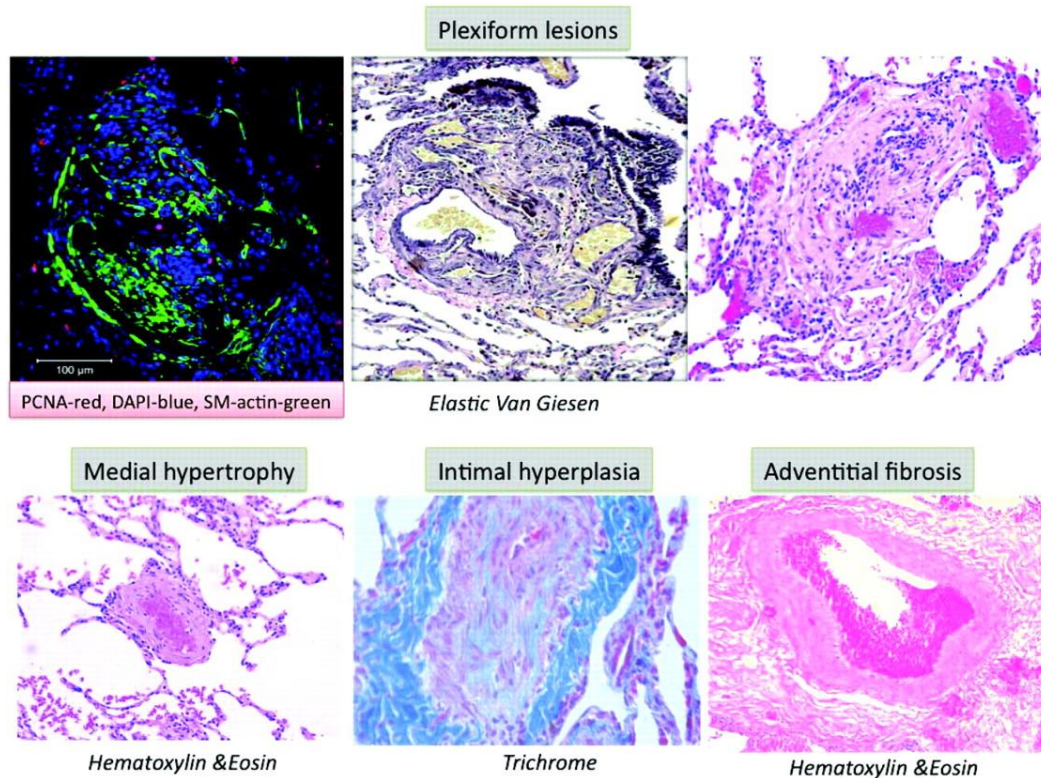 Plexiform lesions
100 µm
PCNA-red, DAPI-blue, SM-actin-green
Elastic Van Giesen
Medial hypertrophy
Intimal hyperplasia
Adventitial fibrosis
Hematoxylin &Eosin
Trichrome
Hematoxylin &Eosin